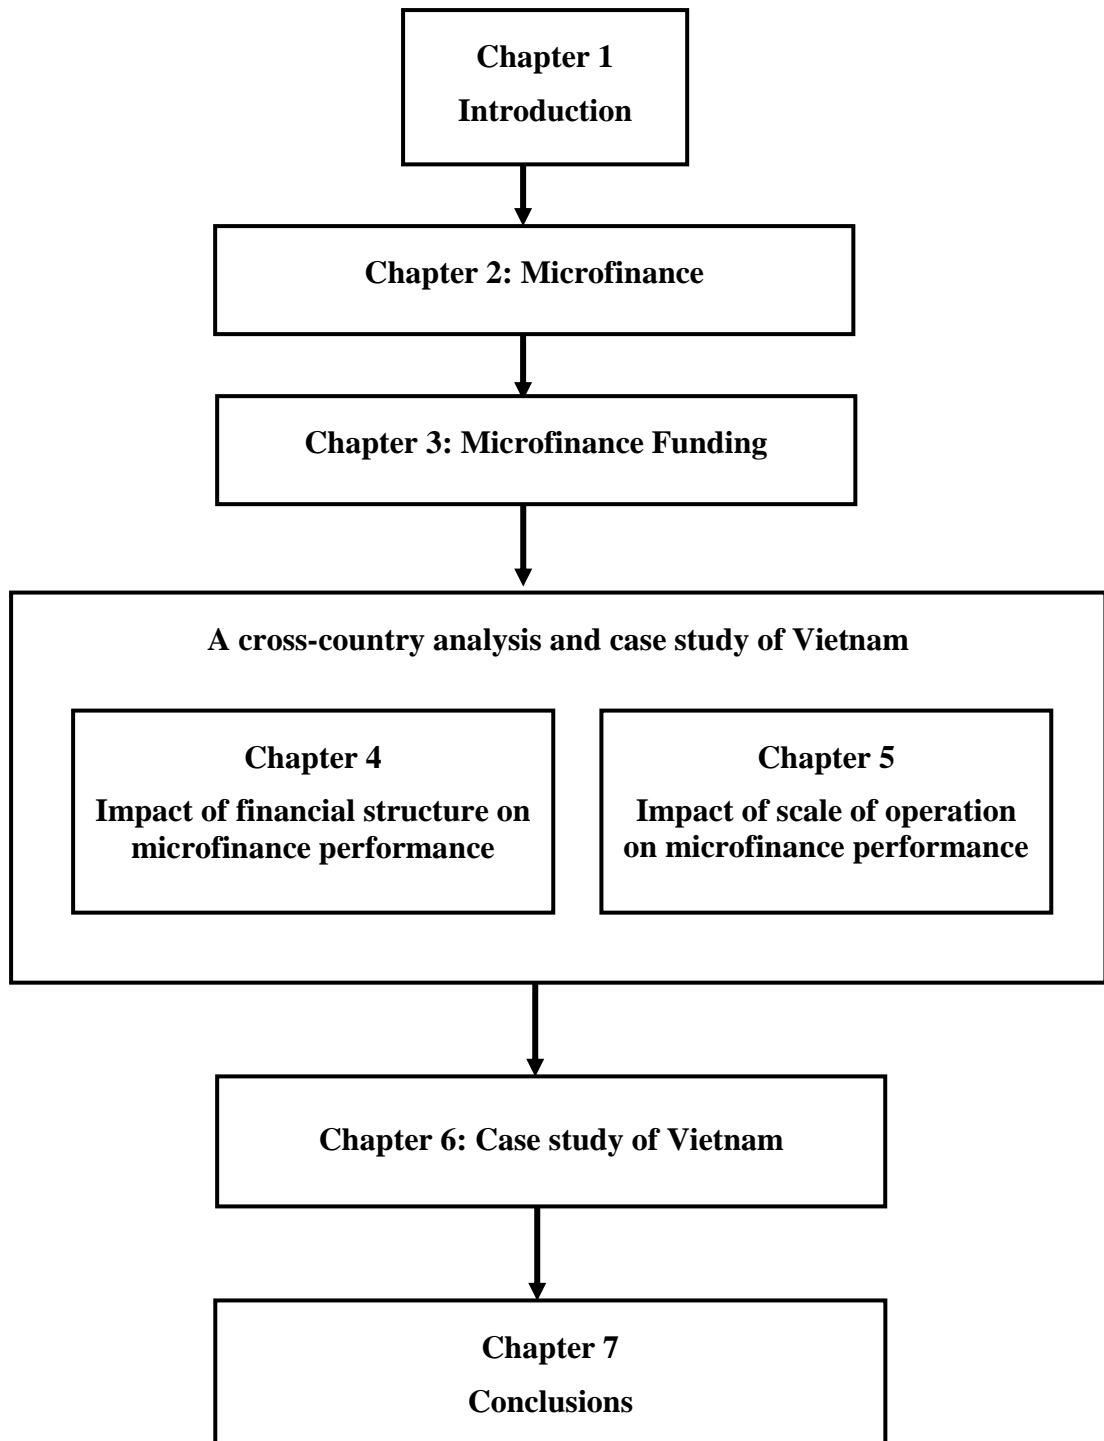 Chapter 1
Introduction
Chapter 2: Microfinance
Chapter 3: Microfinance Funding
A cross-country analysis and case study of Vietnam
Chapter 4
Impact of financial structure on
microfinance performance
Chapter 5
Impact of scale of operation
on microfinance performance
Chapter 6: Case study of Vietnam
Chapter 7
Conclusions